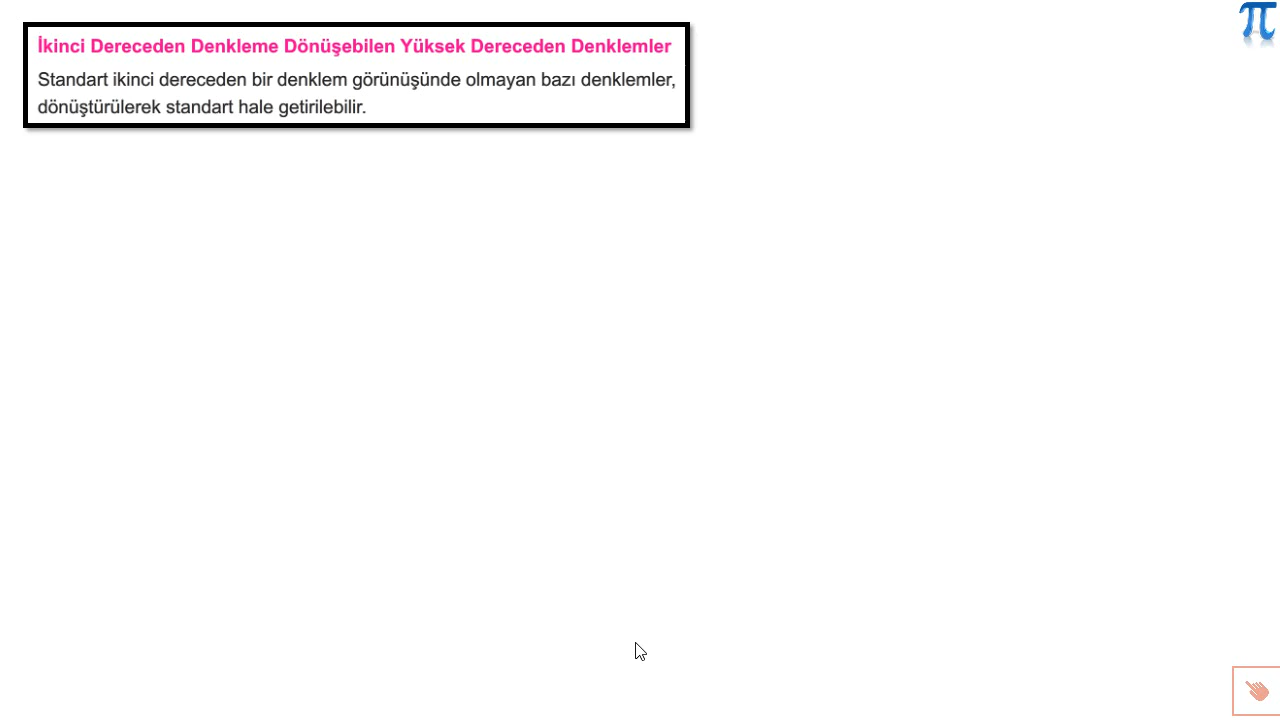 İkinci Dereceden Denkleme Dönüşebilen Yüksek Dereceden Denklemler
Standart ikinci dereceden bir denklem görünüşünde olmayan bazı denklemler,
dönüştürülerek standart hale getirilebilir.
π